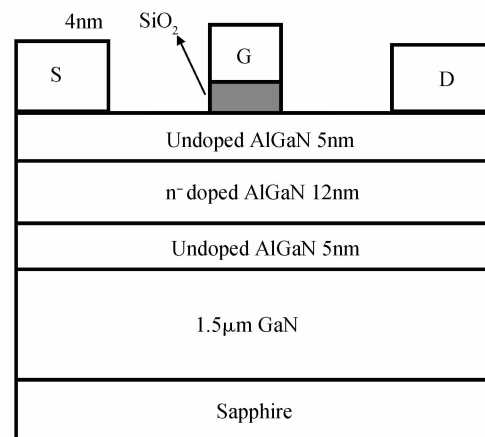 4nm
SiO₂
S
G
D
Undoped AlGaN 5nm
n⁻ doped AlGaN 12nm
Undoped AlGaN 5nm
1.5μm GaN
Sapphire